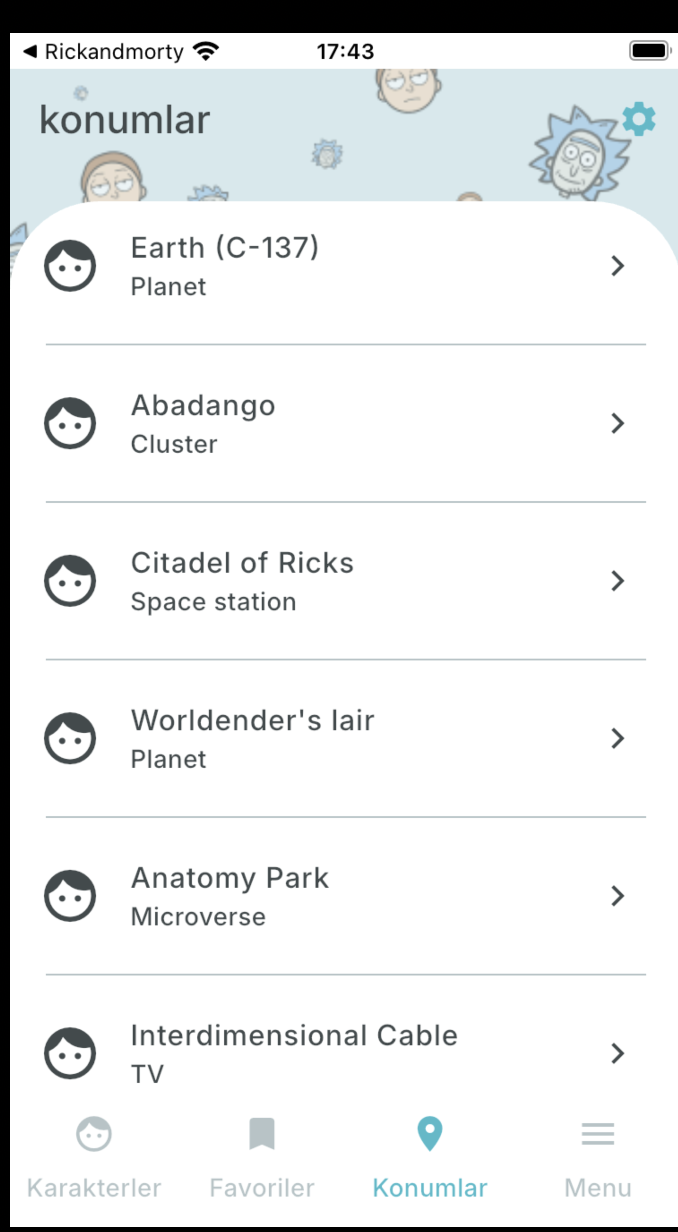 Rickandmorty
17:43
konumlar
Earth (C-137)
Planet
Abadango
Cluster
Citadel of Ricks
Space station
Worldender's lair
Planet
Anatomy Park
Microverse
Interdimensional Cable
TV
Karakterler Favoriler Konumlar Menu